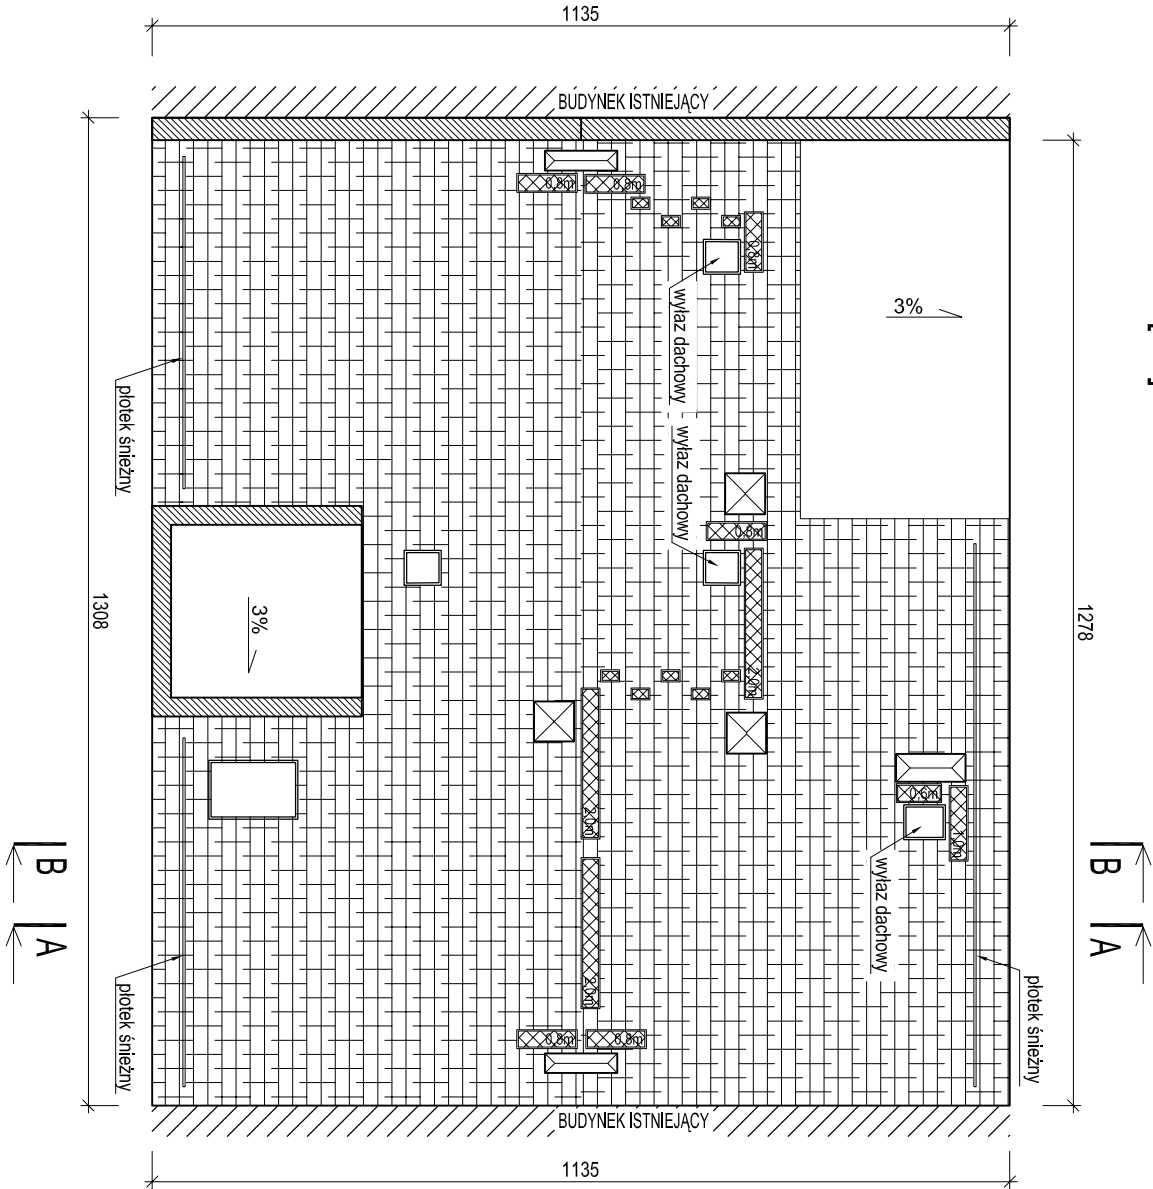 1135
BUDYNEK ISTNIEJĄCY
0,8m
0,8m
0,8m
wyłaz dachowy
3%
płotek śnieżny
wyłaz dachowy
0,8m
2,0m
1308
1278
3%
2,0m
0,6m
1,0m
wyłaz dachowy
B
A
B
A
2,0m
płotek śnieżny
płotek śnieżny
0,8m
0,8m
BUDYNEK ISTNIEJĄCY
1135